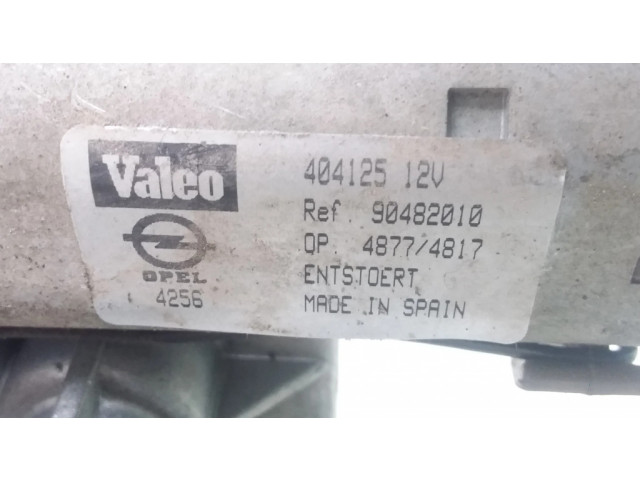 Valeo
404125 12V
Ref. 90482010
OP. 4877/4817
OPEL
ENTSTOERT
4256
MADE IN SPAIN